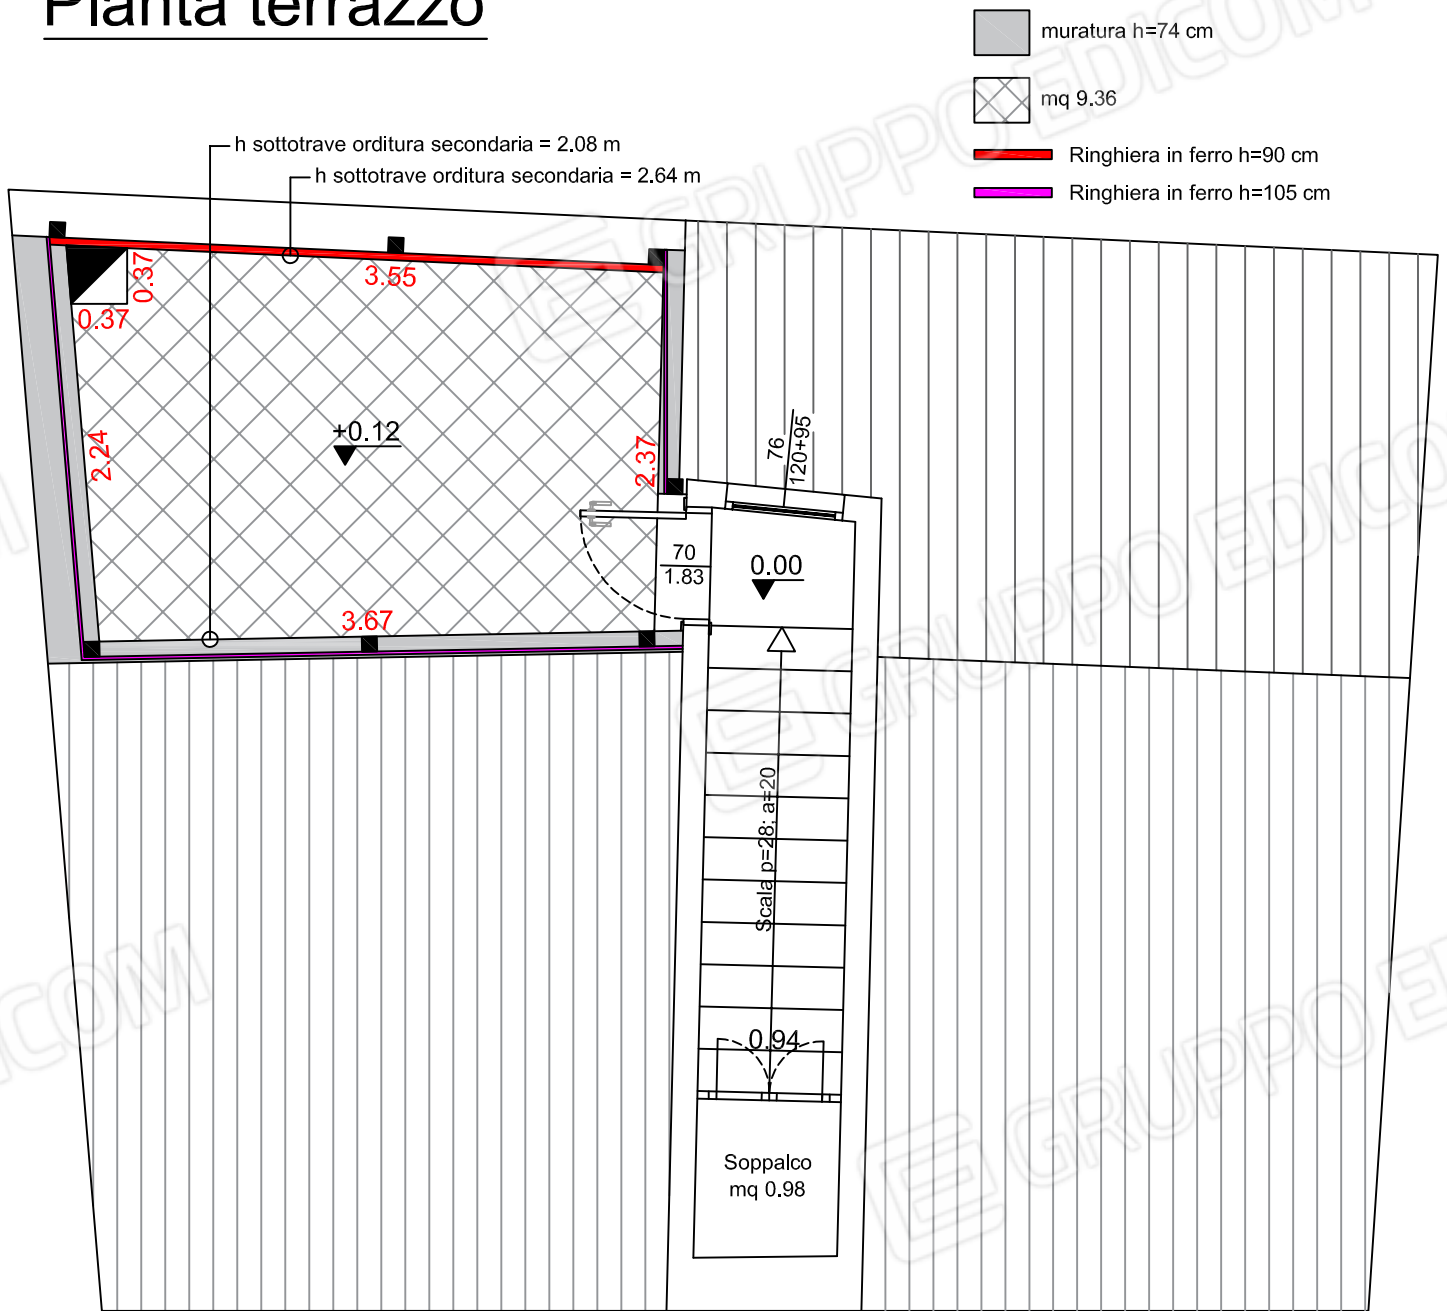 Pianta terrazzo
muratura h=74 cm
mq 9.36
Ringhiera in ferro h=90 cm
Ringhiera in ferro h=105 cm
h sottotrave orditura secondaria = 2.08 m
h sottotrave orditura secondaria = 2.64 m
0.37
3.55
0.37
+0.12
2.24
2.37
76
120+95
70
1.83
0.00
3.67
Scala p=28; a=20
0.94
Soppalco
mq 0.98
GRUPPO EDICOM
GRUPPO EDICOM
EDICOM
GRUPPO E